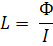 L = Φ / I